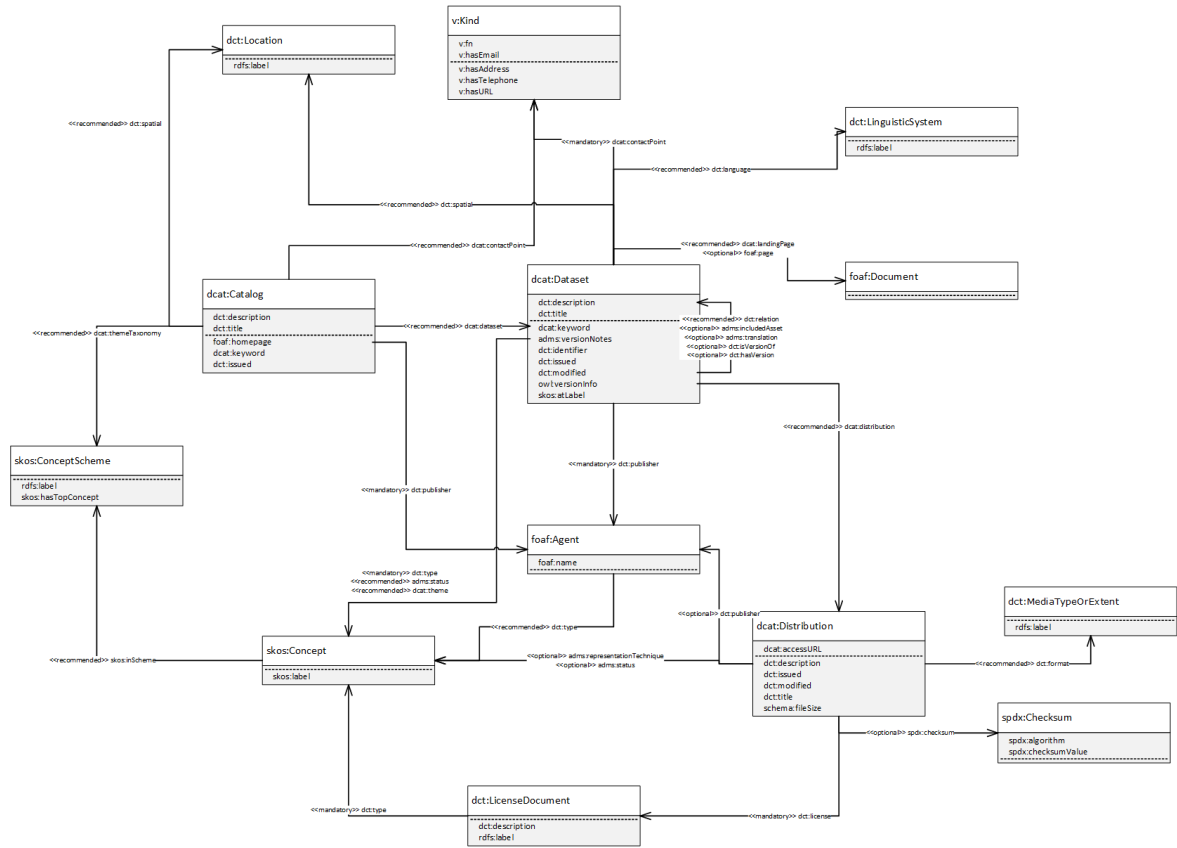 v:Kind
v:fn
v:hasEmail
v:hasAddress
v:hasTelephone
v:hasURL
dct:Location
rdfs:label
<<recommended>> dct:spatial
dct:LinguisticSystem
rdfs:label
<<mandatory>> dcat:contactPoint
<<recommended>> dct:language
<<recommended>> dct:spatial
<<recommended>> dcat:contactPoint
<<recommended>> dcat:landingPage
<<optional>> foaf:page
foaf:Document
dcat:Catalog
dct:description
dct:title
foaf:homepage
dcat:keyword
dct:issued
<<recommended>> dcat:dataset
dcat:Dataset
dct:description
dct:title
dcat:keyword
adms:versionNotes
dct:identifier
dct:issued
dct:modified
owl:versionInfo
skos:atLabel
<<recommended>> dct:relation
<<optional>> adms:includedAsset
<<optional>> adms:translation
<<optional>> dct:isVersionOf
<<optional>> dct:hasVersion
<<recommended>> dcat:themeTaxonomy
<<recommended>> dcat:distribution
skos:ConceptScheme
rdfs:label
skos:hasTopConcept
<<mandatory>> dct:publisher
<<mandatory>> dct:publisher
foaf:Agent
foaf:name
<<mandatory>> dct:type
<<recommended>> adms:status
<<recommended>> dcat:theme
<<optional>> dct:publisher
<<recommended>> dct:type
dct:MediaTypeOrExtent
rdfs:label
dcat:Distribution
dcat:accessURL
dct:description
dct:issued
dct:modified
dct:title
schema:fileSize
skos:Concept
skos:label
<<recommended>> skos:inScheme
<<optional>> adms:representationTechnique
<<optional>> adms:status
<<recommended>> dct:format
spdx:Checksum
spdx:algorithm
spdx:checksumValue
<<optional>> spdx:checksum
dct:LicenseDocument
dct:description
rdfs:label
<<mandatory>> dct:type
<<mandatory>> dct:license